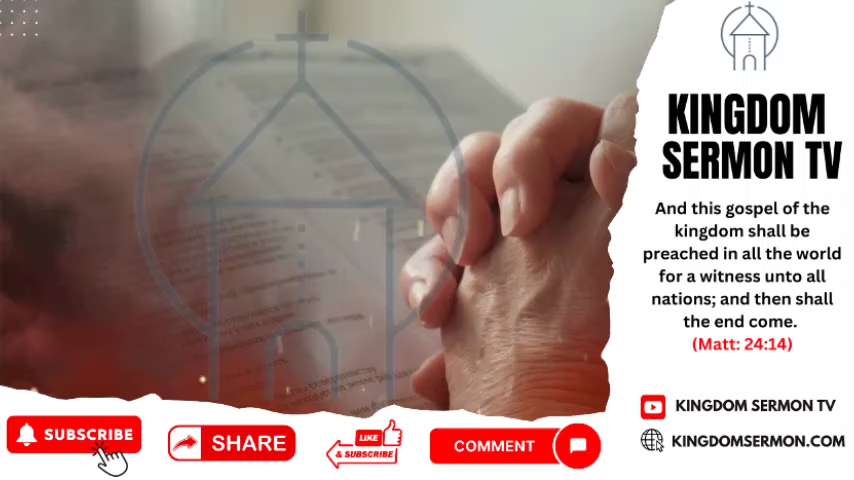 KINGDOM
SERMON TV
And this gospel of the
kingdom shall be
preached in all the world
for a witness unto all
nations; and then shall
the end come.
(Matt: 24:14)
KINGDOM SERMON TV
KINGDOMSERMON.COM
SUBSCRIBE
SHARE
LIKE
& SUBSCRIBE
COMMENT